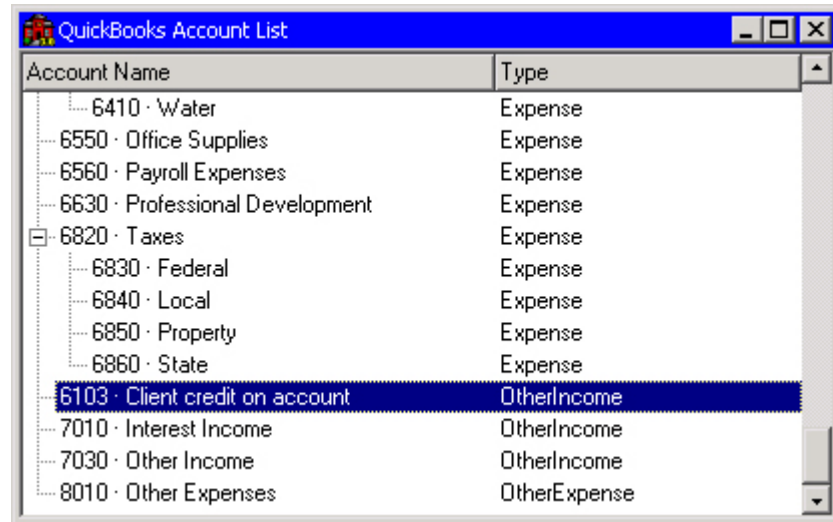 QuickBooks Account List
Account Name Type
6410 · Water Expense
6550 · Office Supplies Expense
6560 · Payroll Expenses Expense
6630 · Professional Development Expense
6820 · Taxes Expense
6830 · Federal Expense
6840 · Local Expense
6850 · Property Expense
6860 · State Expense
6103 · Client credit on account OtherIncome
7010 · Interest Income OtherIncome
7030 · Other Income OtherIncome
8010 · Other Expenses OtherExpense